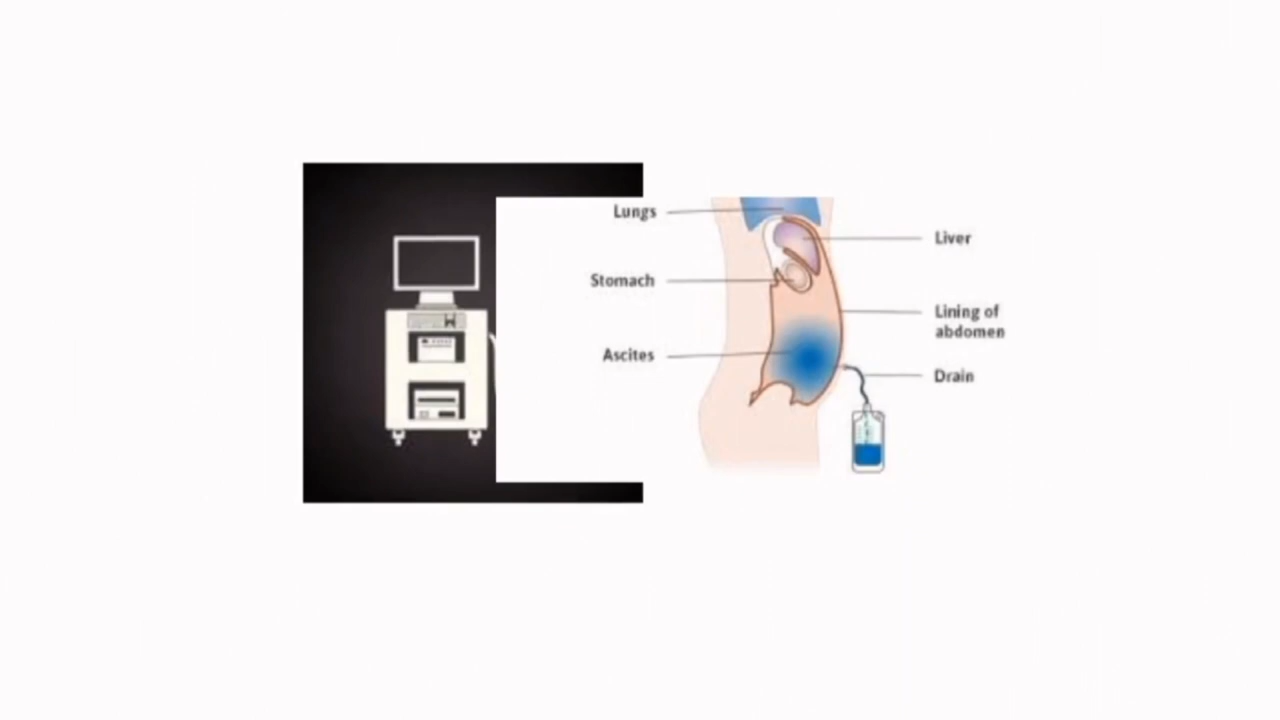 Lungs
Liver
Stomach
Lining of
abdomen
Ascites
Drain